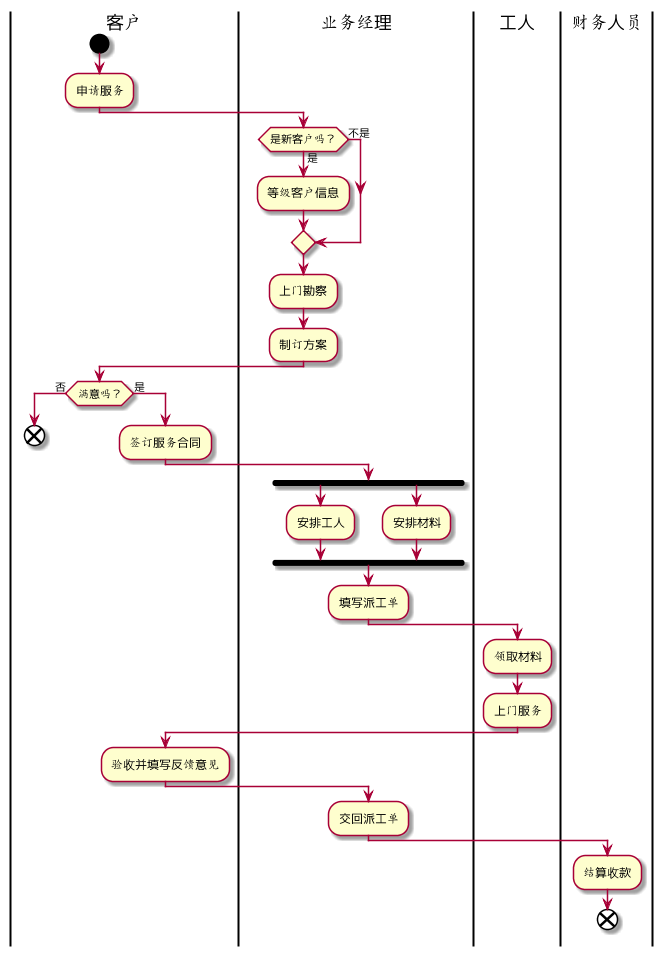 客户
业务经理
工人
财务人员
申请服务
是新客户吗？
不是
是
等级客户信息
上门勘察
制订方案
否
满意吗？
是
签订服务合同
安排工人
安排材料
填写派工单
领取材料
上门服务
验收并填写反馈意见
交回派工单
结算收款